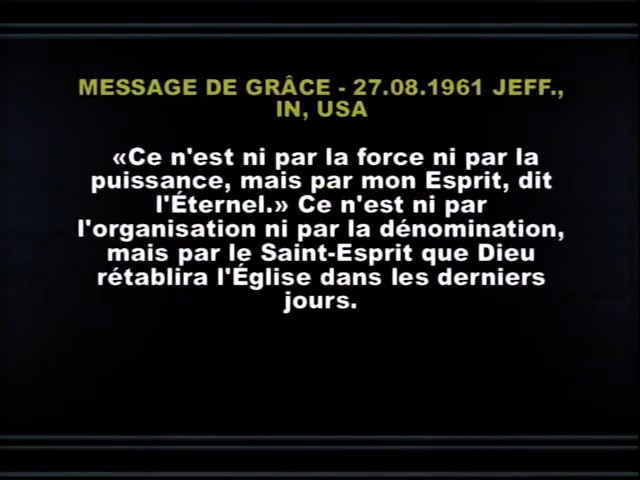 MESSAGE DE GRÂCE - 27.08.1961 JEFF.,
IN, USA
«Ce n'est ni par la force ni par la
puissance, mais par mon Esprit, dit
l'Éternel.» Ce n'est ni par
l'organisation ni par la dénomination,
mais par le Saint-Esprit que Dieu
rétablira l'Église dans les derniers
jours.